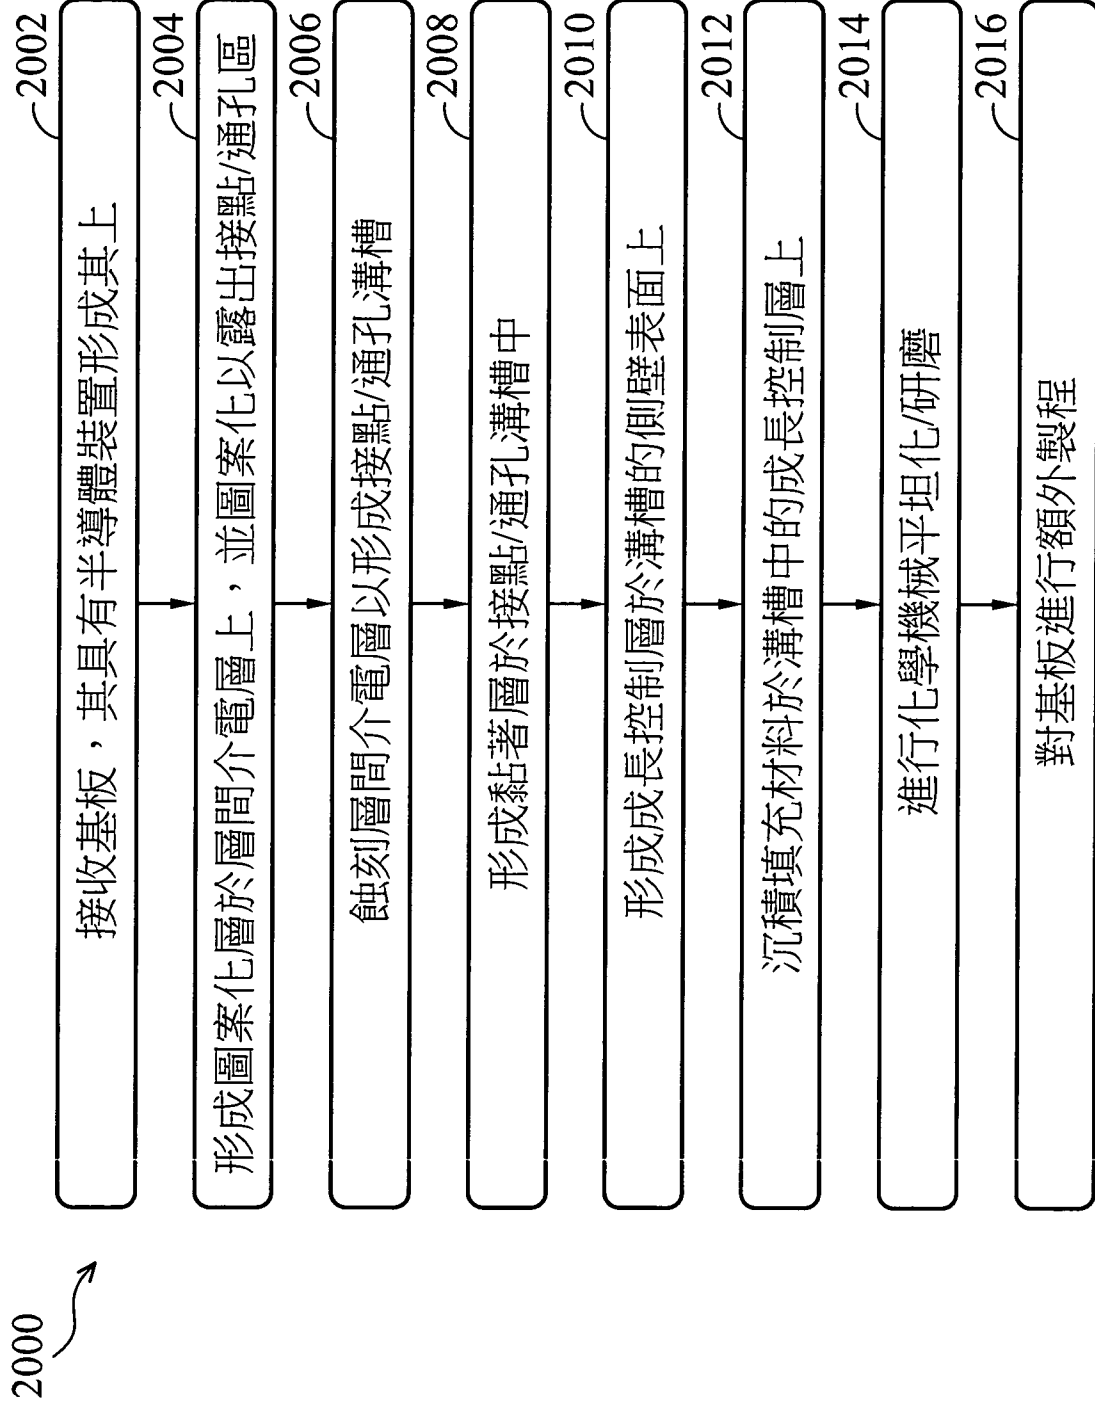 2000
2002
接收基板，其具有半導體裝置形成其上
2004
形成圖案化層於層間介電層上，並圖案化以露出接點/通孔區
2006
蝕刻層間介電層以形成接點/通孔溝槽
2008
形成黏著層於接點/通孔溝槽中
2010
形成成長控制層於溝槽的側壁表面上
2012
沉積填充材料於溝槽中的成長控制層上
2014
進行化學機械平坦化/研磨
2016
對基板進行額外製程